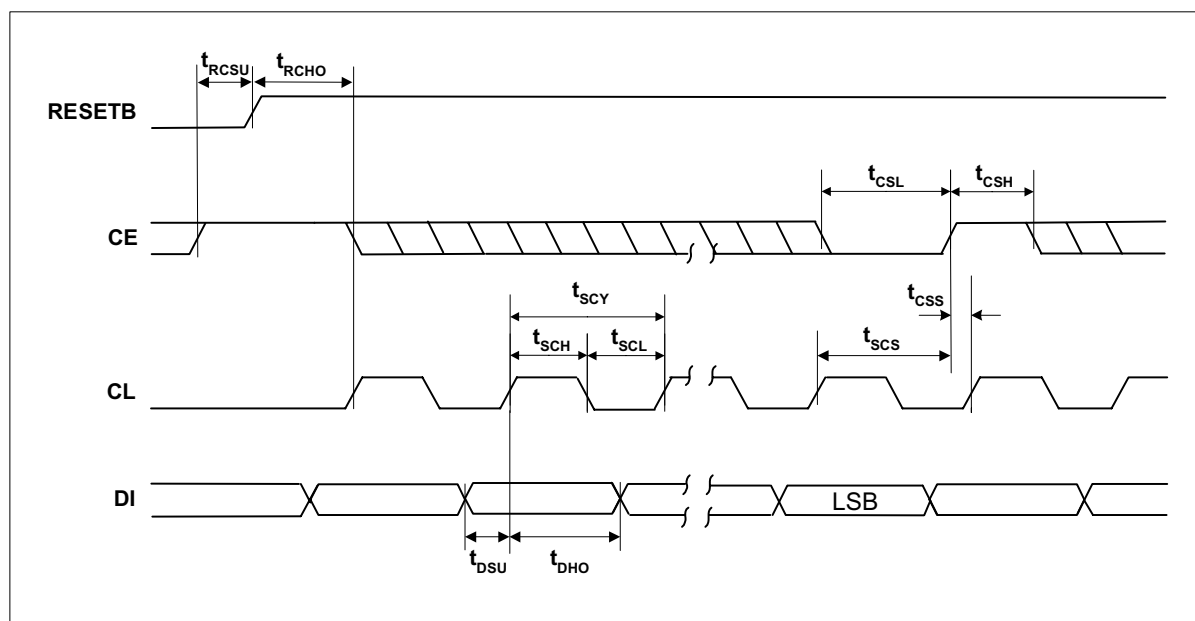 tRCSU tRCHO
RESETB
tCSL tCSH
CE
tSCY
tCSS
tSCH tSCL
tSCS
CL
DI
LSB
tDSU tDHO